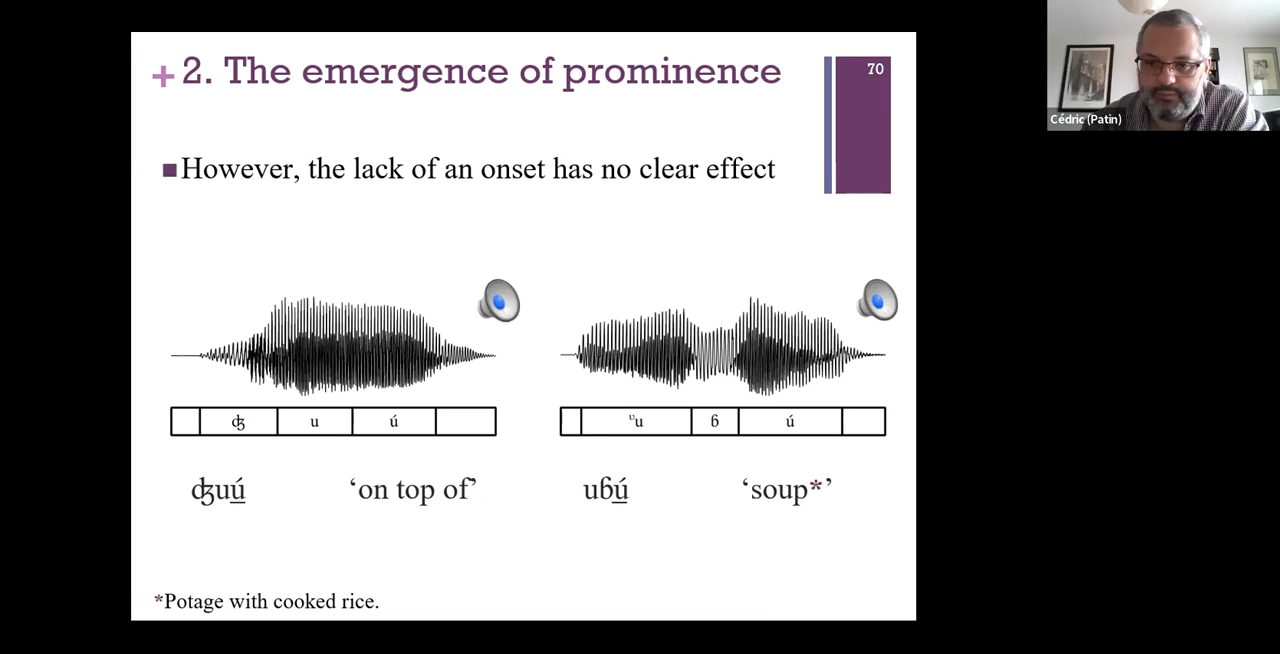 + 2. The emergence of prominence
70
■ However, the lack of an onset has no clear effect
ʤ u ú
ᶹu ɓ ú
ʤuú̲ ‘on top of’
uɓú̲ ‘soup*’
*Potage with cooked rice.
Cédric (Patin)